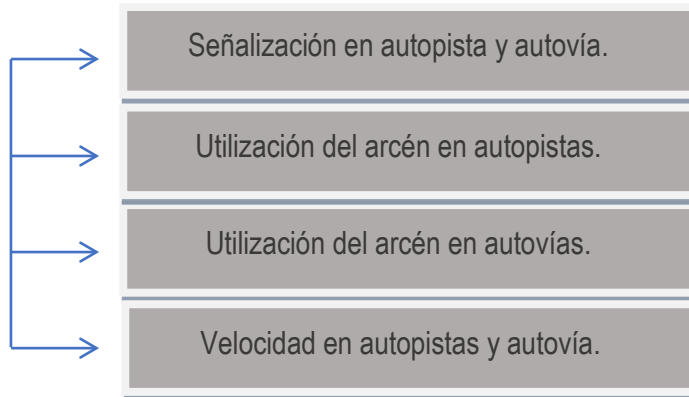 Señalización en autopista y autovía.
Utilización del arcén en autopistas.
Utilización del arcén en autovías.
Velocidad en autopistas y autovía.